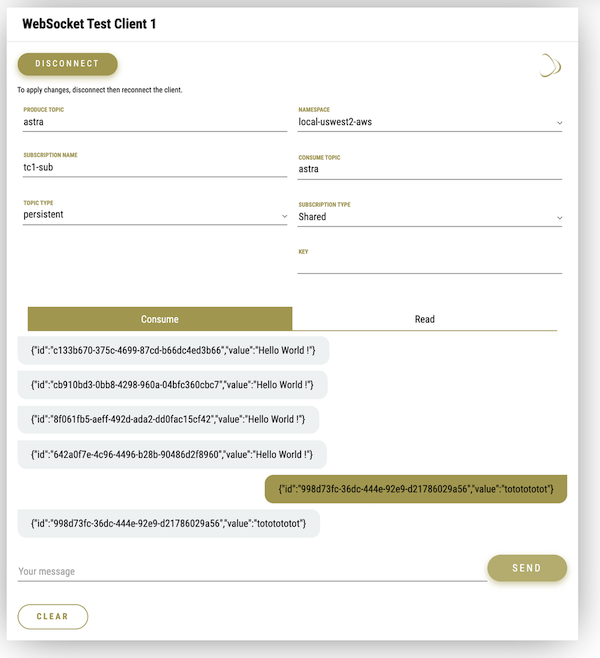 WebSocket Test Client 1
DISCONNECT
To apply changes, disconnect then reconnect the client.
PRODUCE TOPIC
astra
NAMESPACE
local-uswest2-aws
SUBSCRIPTION NAME
tc1-sub
CONSUME TOPIC
astra
TOPIC TYPE
persistent
SUBSCRIPTION TYPE
Shared
KEY
Consume
Read
{"id":"c133b670-375c-4699-87cd-b66dc4ed3b66","value":"Hello World !"}
{"id":"cb910bd3-0bb8-4298-960a-04bfc360cbc7","value":"Hello World !"}
{"id":"8f061fb5-aeff-492d-ada2-dd0fac15cf42","value":"Hello World !"}
{"id":"642a0f7e-4c96-4496-b28b-90486d2f8960","value":"Hello World !"}
{"id":"998d73fc-36dc-444e-92e9-d21786029a56","value":"totototototot"}
{"id":"998d73fc-36dc-444e-92e9-d21786029a56","value":"totototototot"}
Your message
SEND
CLEAR